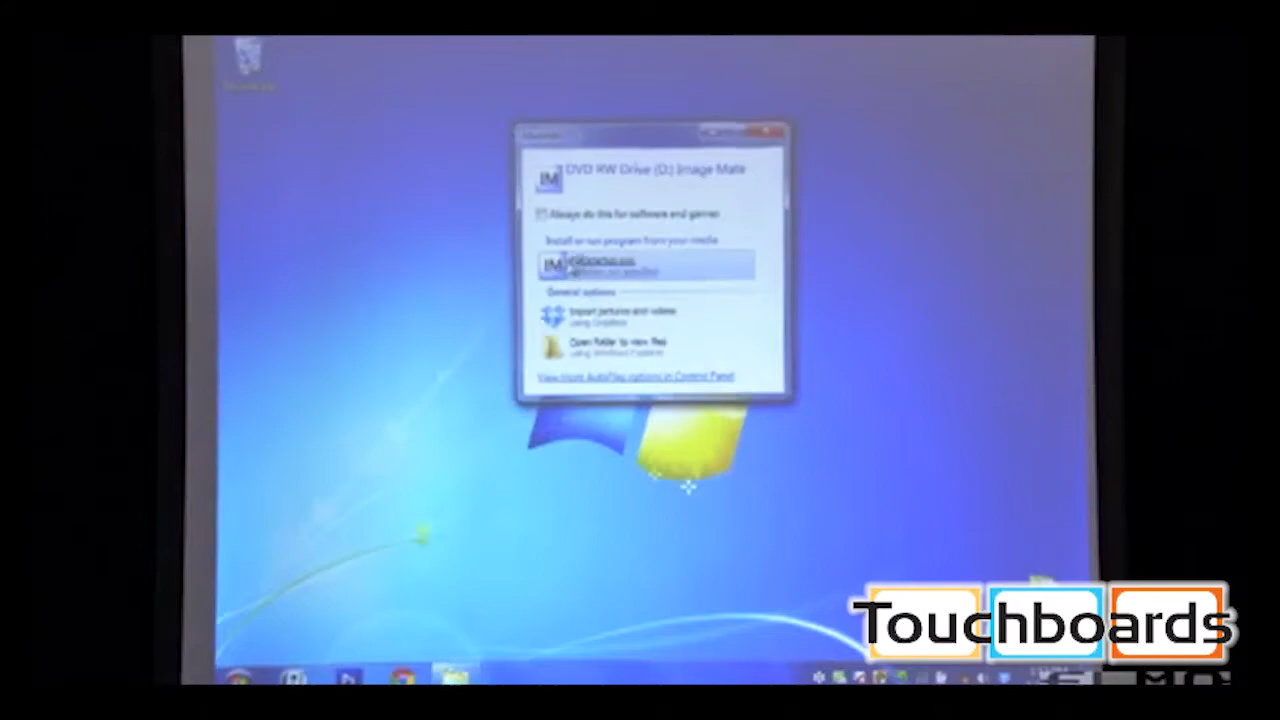 DVD RW Drive (D:) Image Mate
IM
Always do this for software and games
Install or run program from your media
IM
General options
Import pictures and videos
using Dropbox
Open folder to view files
using Windows Explorer
View more AutoPlay options in Control Panel
Touchboards